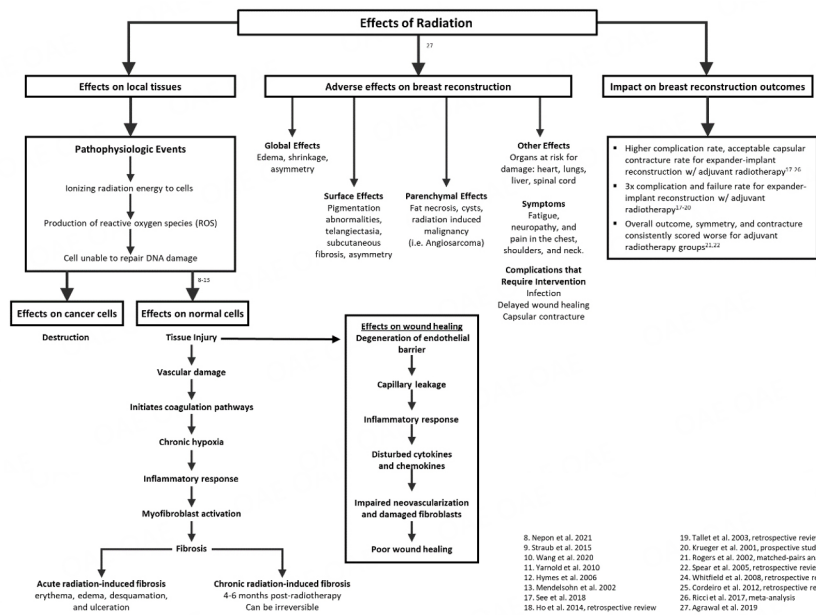 Effects of Radiation
27
Effects on local tissues
Adverse effects on breast reconstruction
Impact on breast reconstruction outcomes
Pathophysiologic Events
Ionizing radiation energy to cells
Production of reactive oxygen species (ROS)
Cell unable to repair DNA damage
8-13
Effects on cancer cells
Destruction
Effects on normal cells
Tissue Injury
Vascular damage
Initiates coagulation pathways
Chronic hypoxia
Inflammatory response
Myofibroblast activation
Fibrosis
Acute radiation-induced fibrosis
erythema, edema, desquamation,
and ulceration
Chronic radiation-induced fibrosis
4-6 months post-radiotherapy
Can be irreversible
Effects on wound healing
Degeneration of endothelial
barrier
Capillary leakage
Inflammatory response
Disturbed cytokines
and chemokines
Impaired neovascularization
and damaged fibroblasts
Poor wound healing
Global Effects
Edema, shrinkage,
asymmetry
Surface Effects
Pigmentation
abnormalities,
telangiectasia,
subcutaneous
fibrosis, asymmetry
Parenchymal Effects
Fat necrosis, cysts,
radiation induced
malignancy
(i.e. Angiosarcoma)
Other Effects
Organs at risk for
damage: heart, lungs,
liver, spinal cord
Symptoms
Fatigue,
neuropathy, and
pain in the chest,
shoulders, and neck.
Complications that
Require Intervention
Infection
Delayed wound healing
Capsular contracture
▪ Higher complication rate, acceptable capsular
contracture rate for expander-implant
reconstruction w/ adjuvant radiotherapy17-26
▪ 3x complication and failure rate for expander-
implant reconstruction w/ adjuvant
radiotherapy17-20
▪ Overall outcome, symmetry, and contracture
consistently scored worse for adjuvant
radiotherapy groups21,22
8. Nepon et al. 2021
9. Straub et al. 2015
10. Wang et al. 2020
11. Yarnold et al. 2010
12. Hymes et al. 2006
13. Mendelsohn et al. 2002
17. See et al. 2018
18. Ho et al. 2014, retrospective review
19. Tallet et al. 2003, retrospective review
20. Krueger et al. 2001, prospective stud
21. Rogers et al. 2002, matched-pairs an
22. Spear et al. 2005, retrospective revie
24. Whitfield et al. 2008, retrospective re
25. Cordeiro et al. 2012, retrospective re
26. Ricci et al. 2017, meta-analysis
27. Agrawal et al. 2019